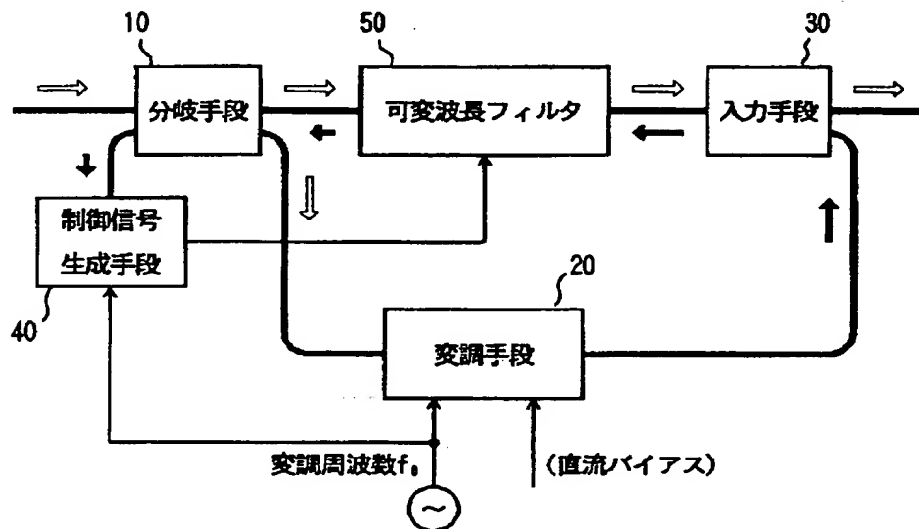 10
50
30
分岐手段
可変波長フィルタ
入力手段
制御信号
生成手段
40
20
変調手段
変調周波数f₀
(直流バイアス)
~